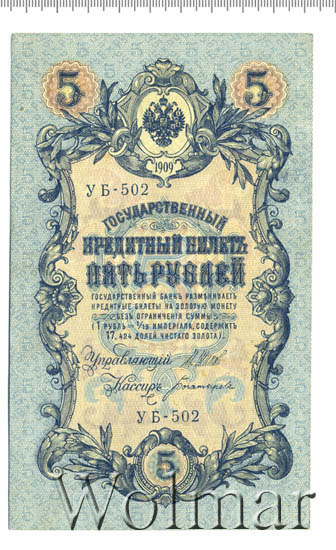 5 5
1909
УБ-502
ГОСУДАРСТВЕННЫЙ
КРЕДИТНЫЙ БИЛЕТЪ
ПЯТЬ РУБЛЕЙ
ГОСУДАРСТВЕННЫЙ БАНКЪ РАЗМѢНИВАЕТЪ
КРЕДИТНЫЕ БИЛЕТЫ НА ЗОЛОТУЮ МОНЕТУ
БЕЗЪ ОГРАНИЧЕНІЯ СУММЫ
(1 РУБЛЬ = 1/15 ИМПЕРІАЛА, СОДЕРЖИТЪ
17,424 ДОЛЕЙ ЧИСТАГО ЗОЛОТА).
Управляющій
Кассиръ
УБ-502
5
Wolmar